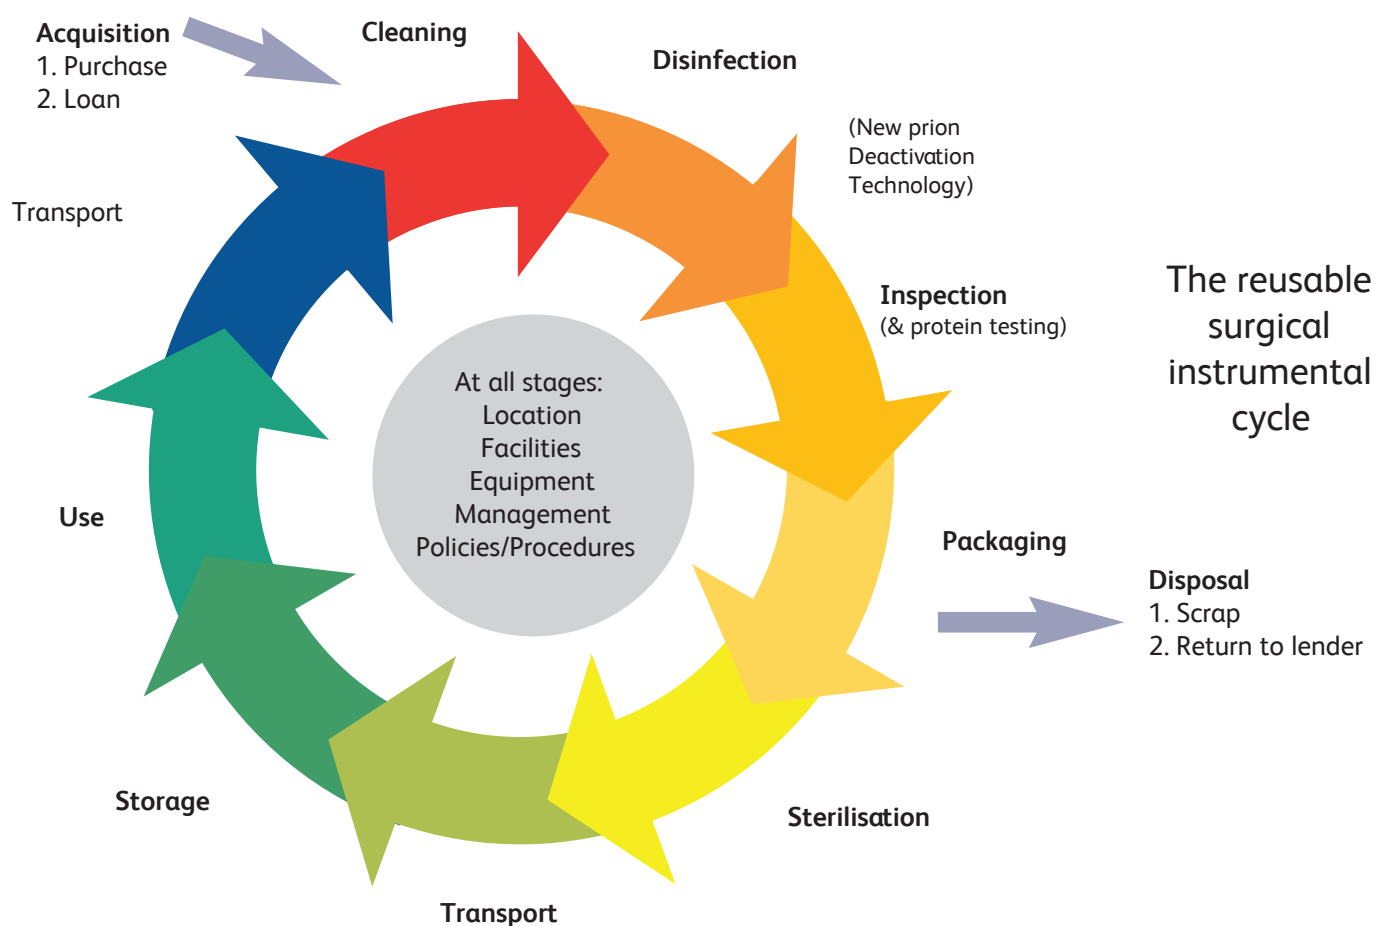 Acquisition
1. Purchase
2. Loan
Cleaning
Disinfection
(New prion
Deactivation
Technology)
Inspection
(& protein testing)
The reusable
surgical
instrumental
cycle
Packaging
Disposal
1. Scrap
2. Return to lender
Sterilisation
Transport
Storage
Use
Transport
At all stages:
Location
Facilities
Equipment
Management
Policies/Procedures